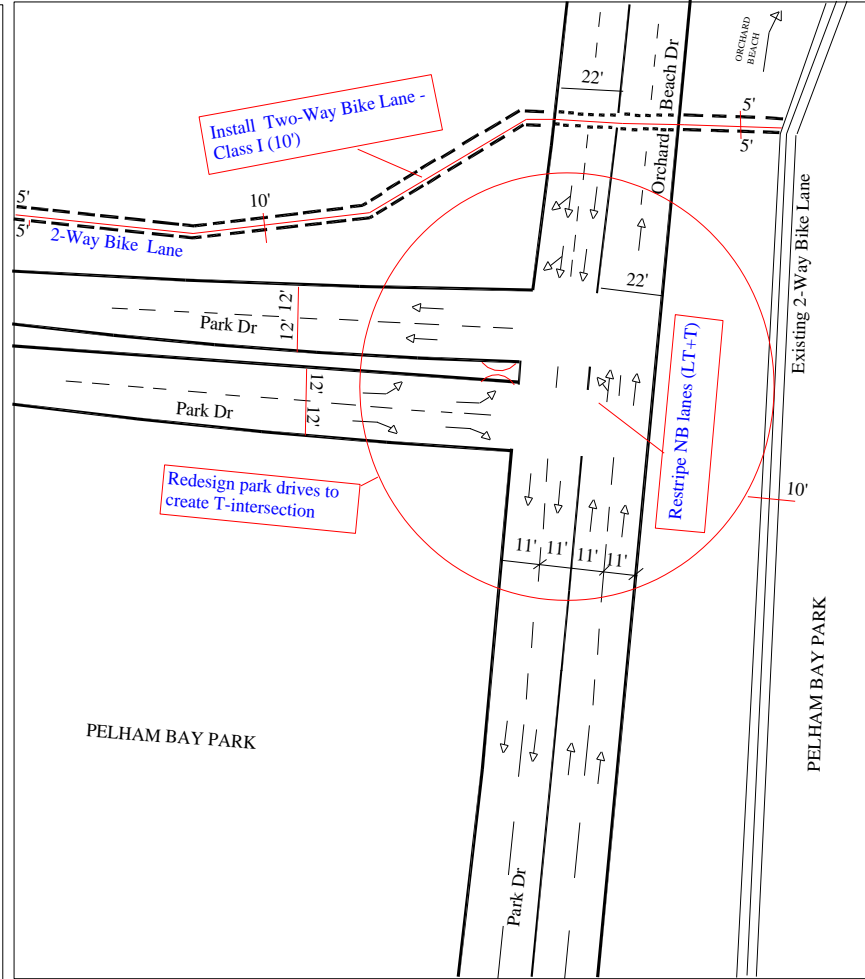 ORCHARD
BEACH
22'
Orchard Beach Dr
Install Two-Way Bike Lane -
Class I (10')
5'
5'
5'
5'
10'
2-Way Bike Lane
Existing 2-Way Bike Lane
22'
12'
12'
Park Dr
12'
12'
Park Dr
Restripe NB lanes (LT+T)
Redesign park drives to
create T-intersection
10'
11'
11'
11'
11'
PELHAM BAY PARK
PELHAM BAY PARK
Park Dr